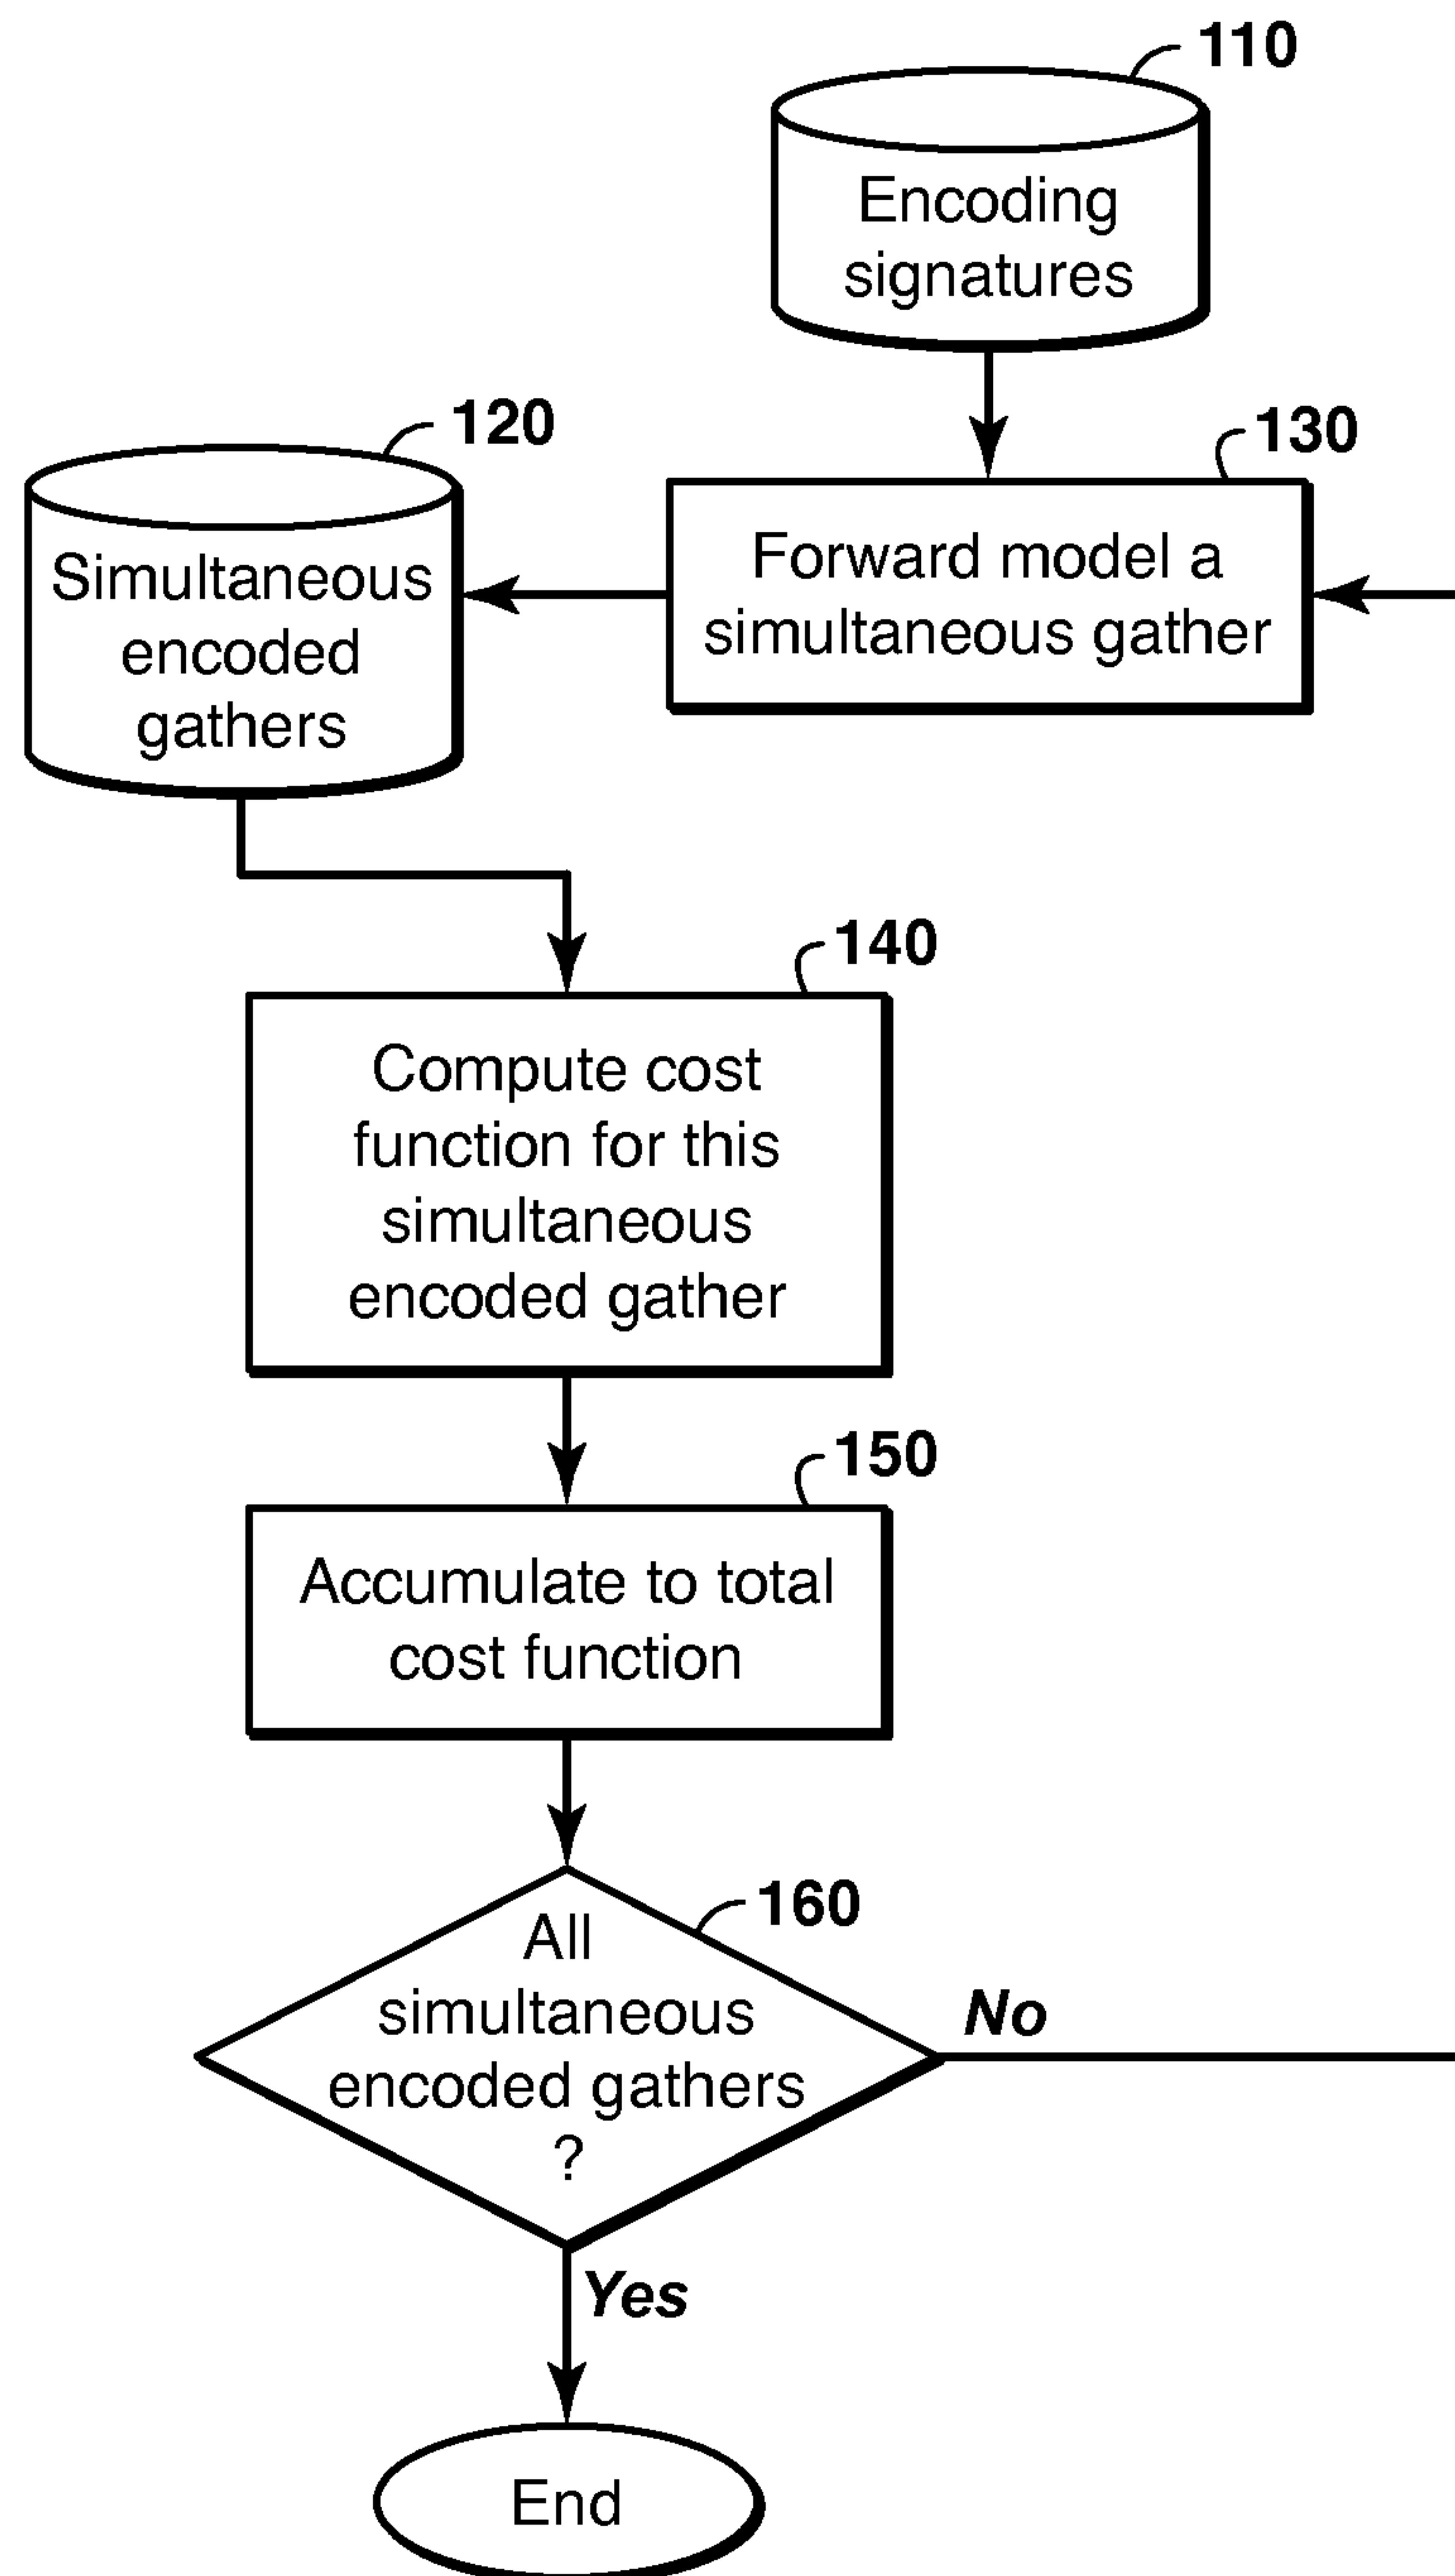 110
Encoding
signatures
120
130
Simultaneous
encoded
gathers
Forward model a
simultaneous gather
140
Compute cost
function for this
simultaneous
encoded gather
150
Accumulate to total
cost function
160
All
simultaneous
encoded gathers
?
No
Yes
End